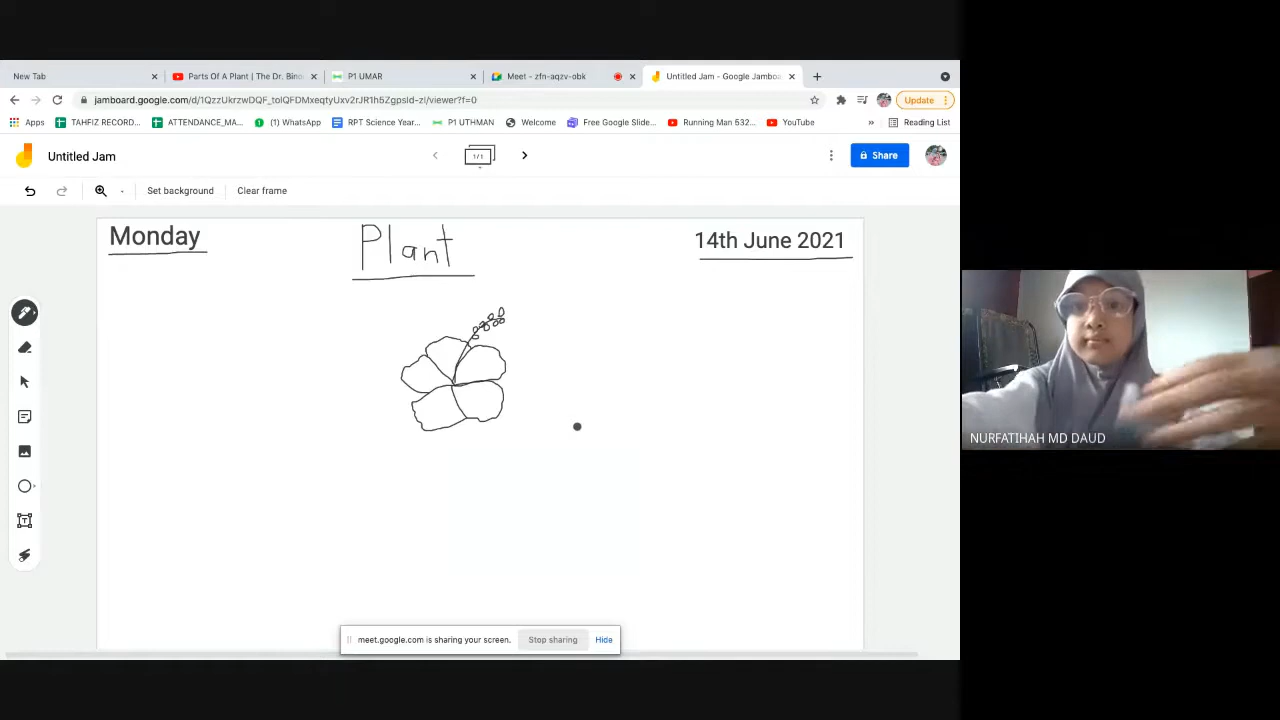 New Tab
Parts Of A Plant | The Dr. Bino
P1 UMAR
Meet - zfn-aqzv-obk
Untitled Jam - Google Jamboa
jamboard.google.com/d/1QzzUkrzwDQF_tolQFDMxeqtyUxv2rJR1h5Zgpsld-zI/viewer?f=0
Update
Apps
TAHFIZ RECORD...
ATTENDANCE_MA...
(1) WhatsApp
RPT Science Year...
P1 UTHMAN
Welcome
Free Google Slide...
Running Man 532...
YouTube
»
Reading List
Untitled Jam
1/1
Share
Set background
Clear frame
Monday
Plant
14th June 2021
NURFATIHAH MD DAUD
meet.google.com is sharing your screen.
Stop sharing
Hide